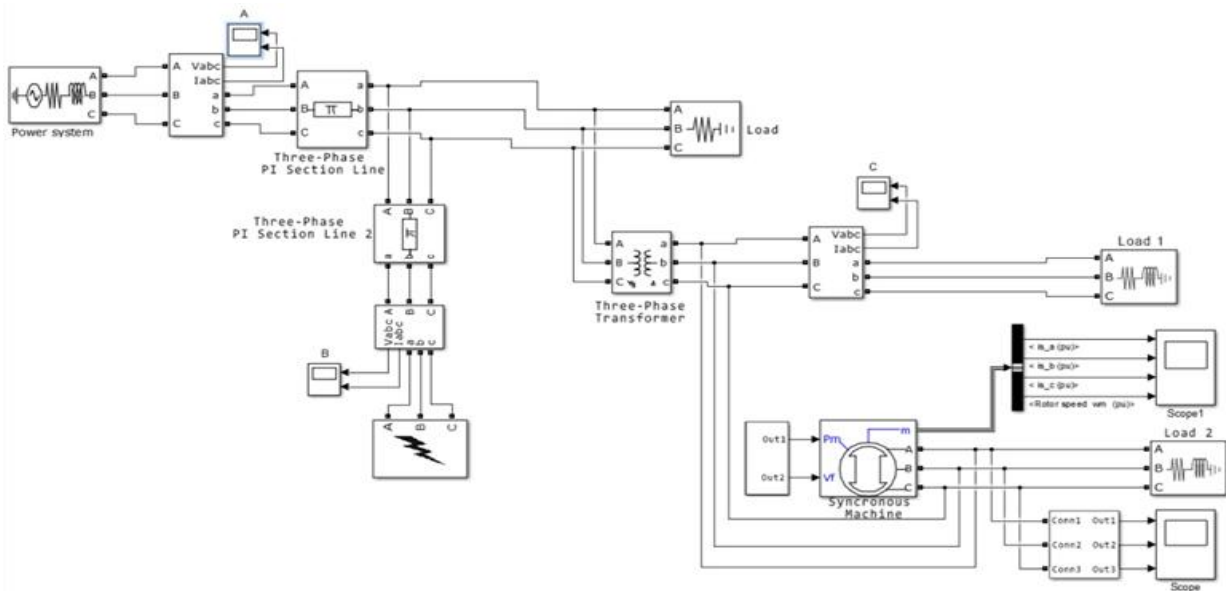 A
Vabc
Iabc
A
B
C
A
B
C
a
b
c
Power system
A
B
C
a
b
c
Three-Phase
PI Section Line
A
B
C
Load
A
B
C
a
b
c
Three-Phase
PI Section Line 2
A
B
C
Vabc
Iabc
a
b
c
B
A
B
C
A
B
C
a
b
c
Three-Phase
Transformer
C
A
B
C
Vabc
Iabc
a
b
c
Load 1
A
B
C
< is_a (pu)>
< is_b (pu)>
< is_c (pu)>
<Rotor speed wm (pu)>
Scope1
Out1
Out2
Pm
Vf
m
A
B
C
Syncronous
Machine
Load 2
A
B
C
Conn1
Conn2
Conn3
Out1
Out2
Out3
Scope